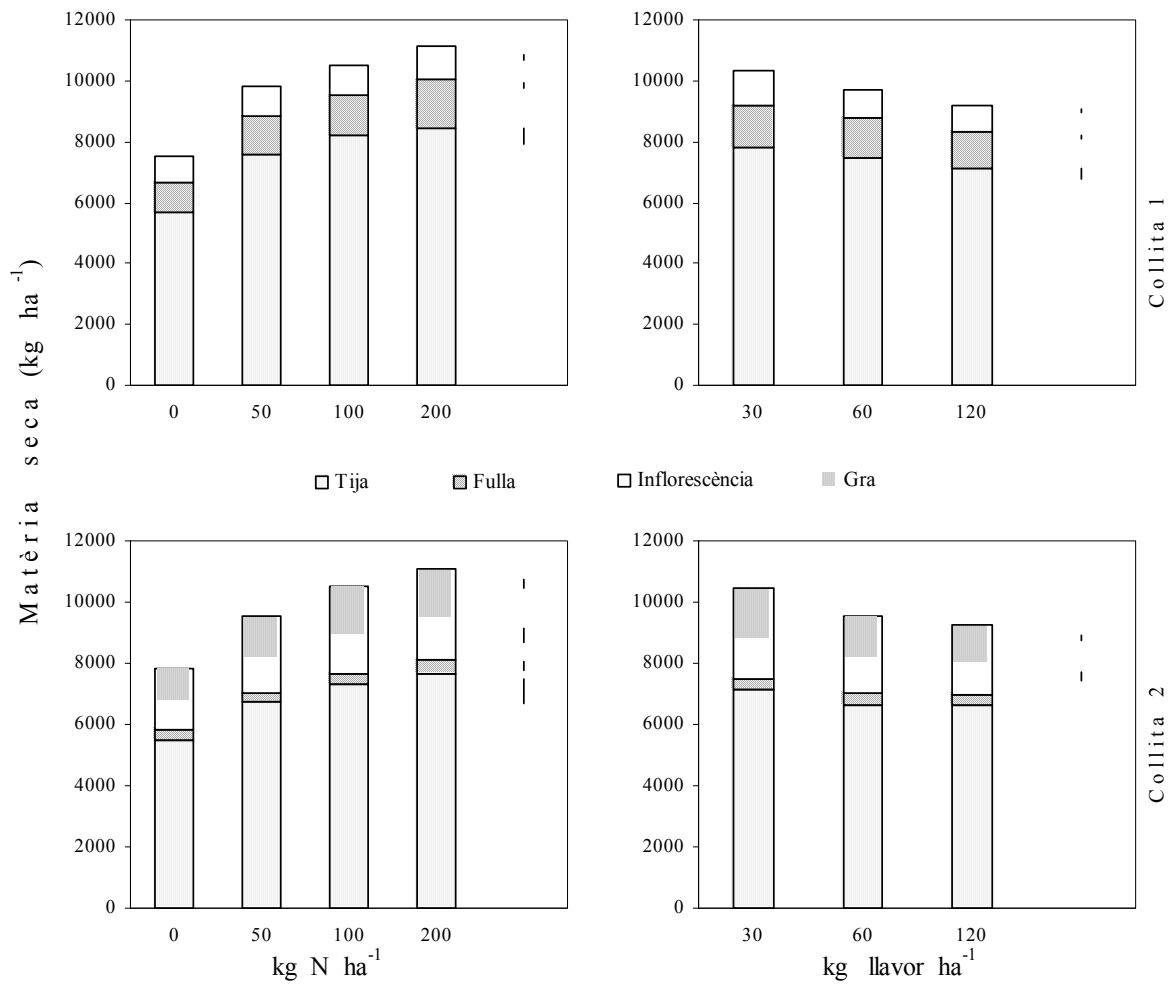 12000
10000
8000
6000
4000
2000
0
0 50 100 200
12000
10000
8000
6000
4000
2000
0
30 60 120
Collita 1
Matèria seca (kg ha -1)
Tija Fulla Inflorescència Gra
12000
10000
8000
6000
4000
2000
0
0 50 100 200
kg N ha-1
12000
10000
8000
6000
4000
2000
0
30 60 120
kg llavor ha-1
Collita 2